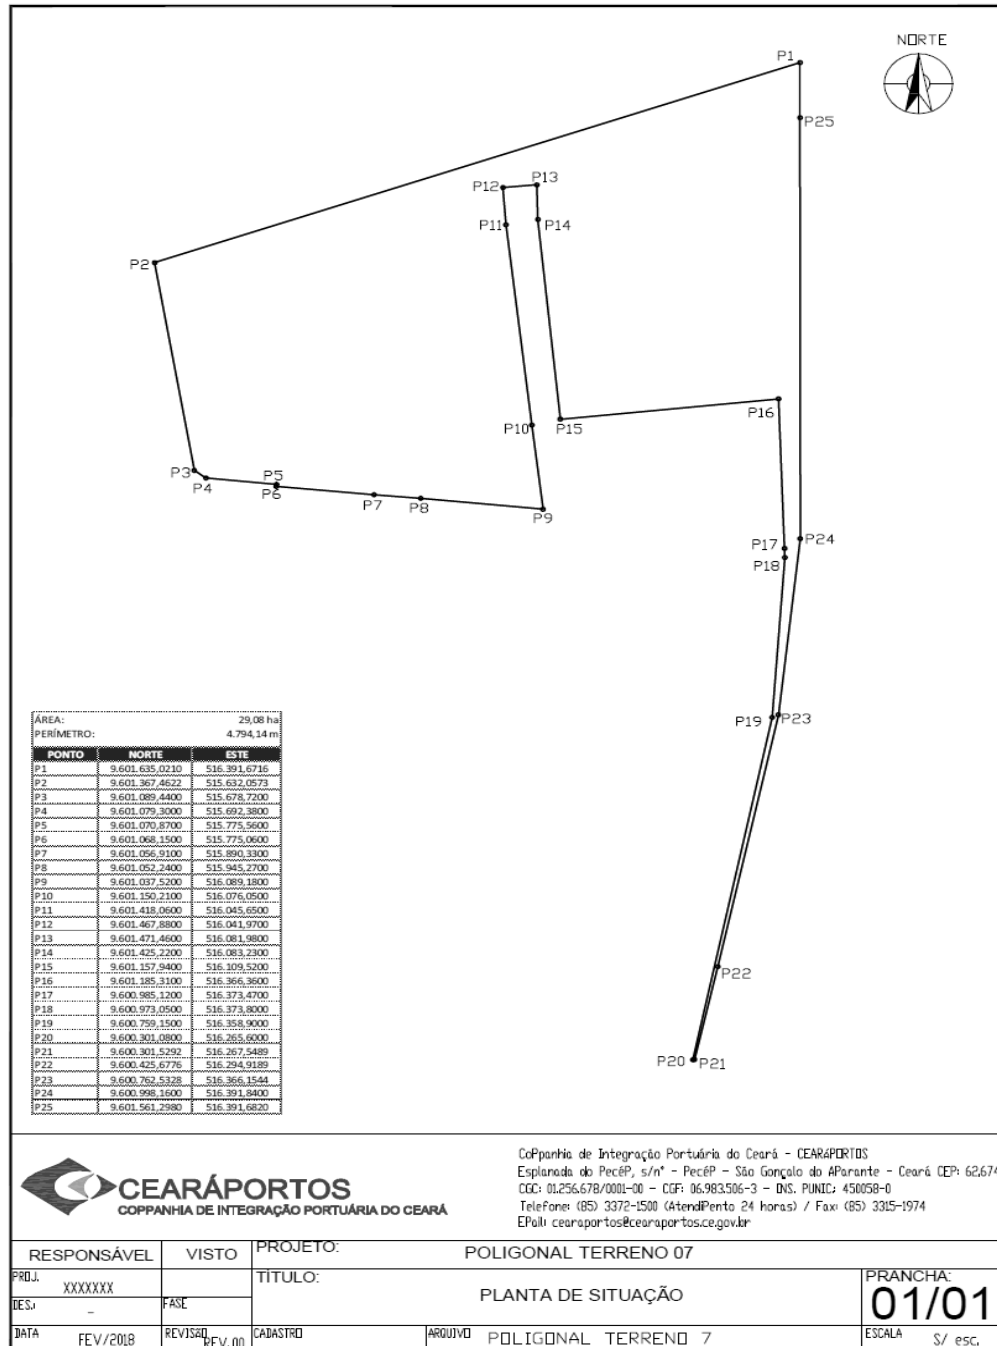 NORTE
P1
P25
P13
P12
P14
P11
P2
P16
P10
P15
P3
P4
P5
P6
P7
P8
P9
P24
P17
P18
P19
P23
P22
P20
P21
ÁREA: 29,08 ha
PERÍMETRO: 4.794,14 m
PONTO NORTE ESTE
P1 9.601.635,0210 516.391,6716
P2 9.601.367,4622 515.632,0573
P3 9.601.089,4400 515.678,7200
P4 9.601.079,3000 515.692,3800
P5 9.601.070,8700 515.775,5600
P6 9.601.068,1500 515.775,0600
P7 9.601.056,9100 515.890,3300
P8 9.601.052,2400 515.945,2700
P9 9.601.037,5200 516.089,1800
P10 9.601.150,2100 516.076,0500
P11 9.601.418,0600 516.045,6500
P12 9.601.467,8800 516.041,9700
P13 9.601.471,4600 516.081,9800
P14 9.601.425,2200 516.083,2300
P15 9.601.157,9400 516.109,5200
P16 9.601.185,3100 516.366,3600
P17 9.600.985,1200 516.373,4700
P18 9.600.973,0500 516.373,8000
P19 9.600.759,1500 516.358,9000
P20 9.600.301,0800 516.265,6000
P21 9.600.301,5292 516.267,5489
P22 9.600.425,6776 516.294,9189
P23 9.600.762,5328 516.366,1544
P24 9.600.998,1600 516.391,8400
P25 9.601.561,2980 516.391,6820
CEARÁPORTOS
COPPANHIA DE INTEGRAÇÃO PORTUÁRIA DO CEARÁ
CoPpanhia de Integração Portuária do Ceará - CEARÁPORTOS
Esplanada do PecéP, s/n° - PecéP - São Gonçalo do AParante - Ceará CEP: 62.674
CGC: 01.256.678/0001-00 - CGF: 06.983.506-3 - INS. PUNIC.: 450058-0
Telefone: (85) 3372-1500 (AtendiPento 24 horas) / Fax: (85) 3315-1974
EPail: cearaportos@cearaportos.ce.gov.br
RESPONSÁVEL VISTO PROJETO: POLIGONAL TERRENO 07
PROJ. XXXXXXX TÍTULO: PLANTA DE SITUAÇÃO PRANCHA: 01/01
DES.: - FASE
DATA FEV/2018 REVISÃO REV. 00 CADASTRO ARQUIVO POLIGONAL TERRENO 7 ESCALA S/ esc.